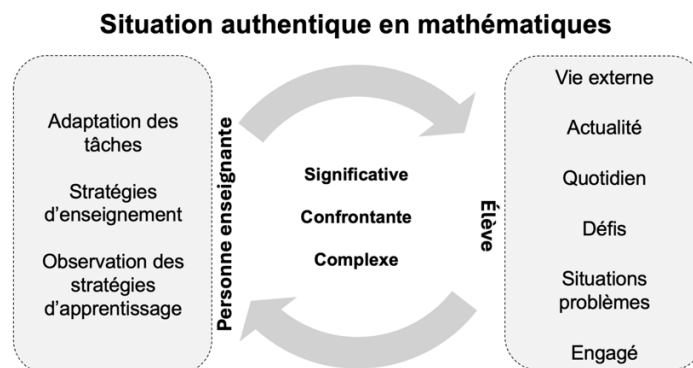 Situation authentique en mathématiques
Adaptation des
tâches
Stratégies
d'enseignement
Observation des
stratégies
d'apprentissage
Personne enseignante
Significative
Confrontante
Complexe
Élève
Vie externe
Actualité
Quotidien
Défis
Situations
problèmes
Engagé